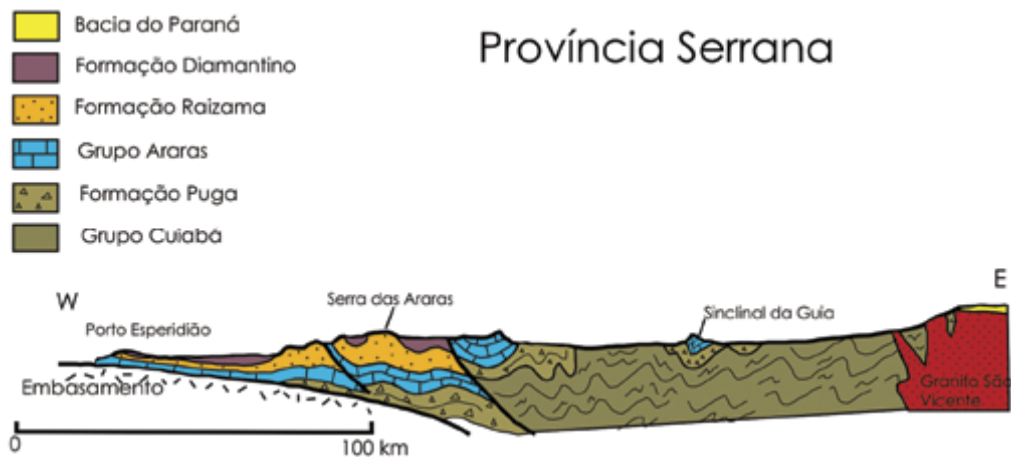 Bacia do Paraná
Província Serrana
Formação Diamantino
Formação Raizama
Grupo Araras
Formação Puga
Grupo Cuiabá
W
E
Serra das Araras
Sinclinal da Guia
Porto Esperidião
Embasamento
Granito São
Vicente
0
100 km